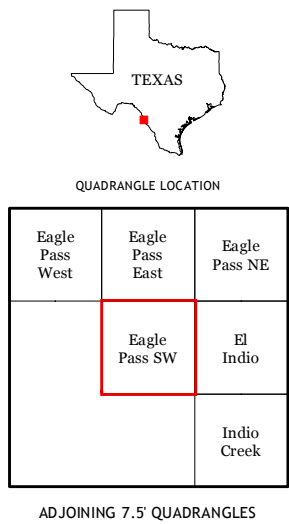 TEXAS
QUADRANGLE LOCATION
Eagle
Pass
West
Eagle
Pass
East
Eagle
Pass NE
Eagle
Pass SW
El
Indio
Indio
Creek
ADJOINING 7.5' QUADRANGLES